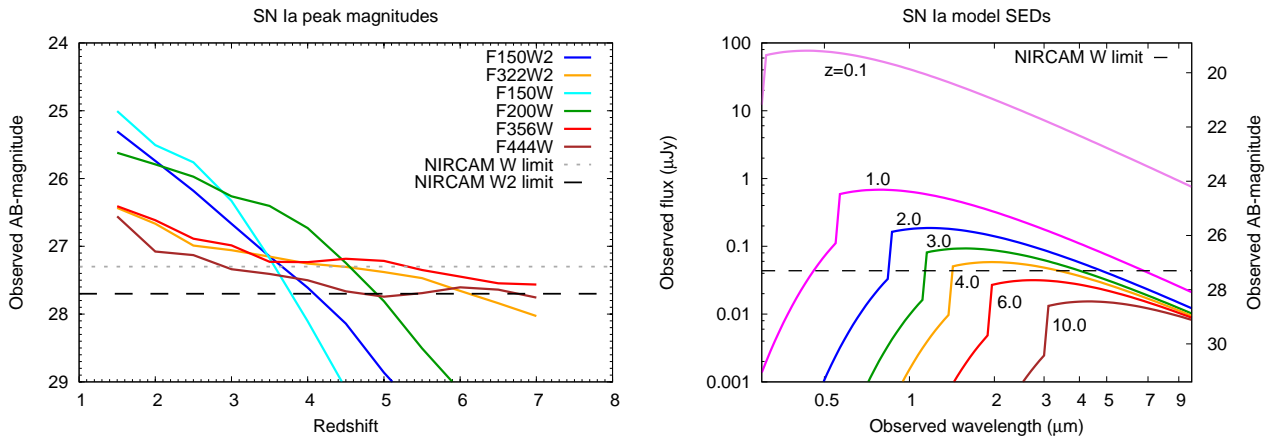 SN Ia peak magnitudes
24
25
26
27
28
29
1 2 3 4 5 6 7 8
Observed AB-magnitude
Redshift
F150W2
F322W2
F150W
F200W
F356W
F444W
NIRCAM W limit
NIRCAM W2 limit
SN Ia model SEDs
100
10
1
0.1
0.01
0.001
0.5 1 2 3 4 5 7 9
20
22
24
26
28
30
Observed flux (μJy)
Observed wavelength (μm)
Observed AB-magnitude
NIRCAM W limit
z=0.1
1.0
2.0
3.0
4.0
6.0
10.0